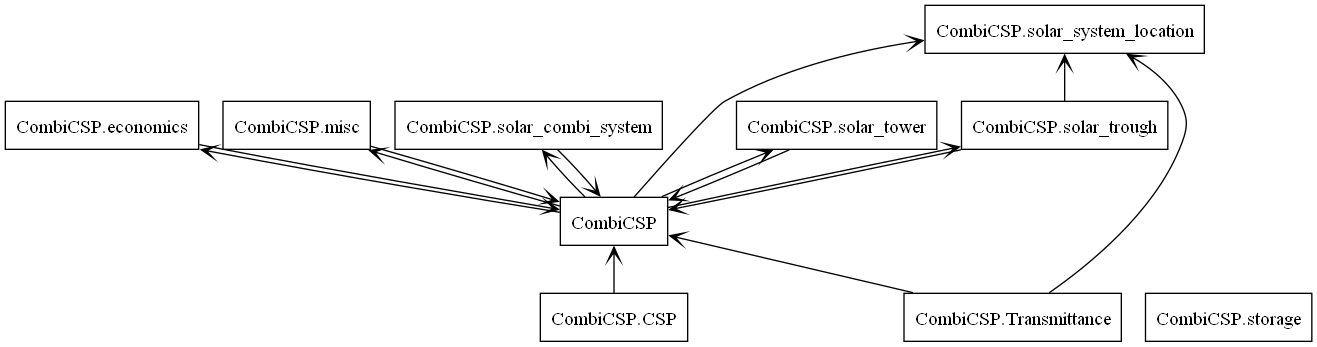 CombiCSP.solar_system_location
CombiCSP.economics
CombiCSP.misc
CombiCSP.solar_combi_system
CombiCSP.solar_tower
CombiCSP.solar_trough
CombiCSP
CombiCSP.CSP
CombiCSP.Transmittance
CombiCSP.storage